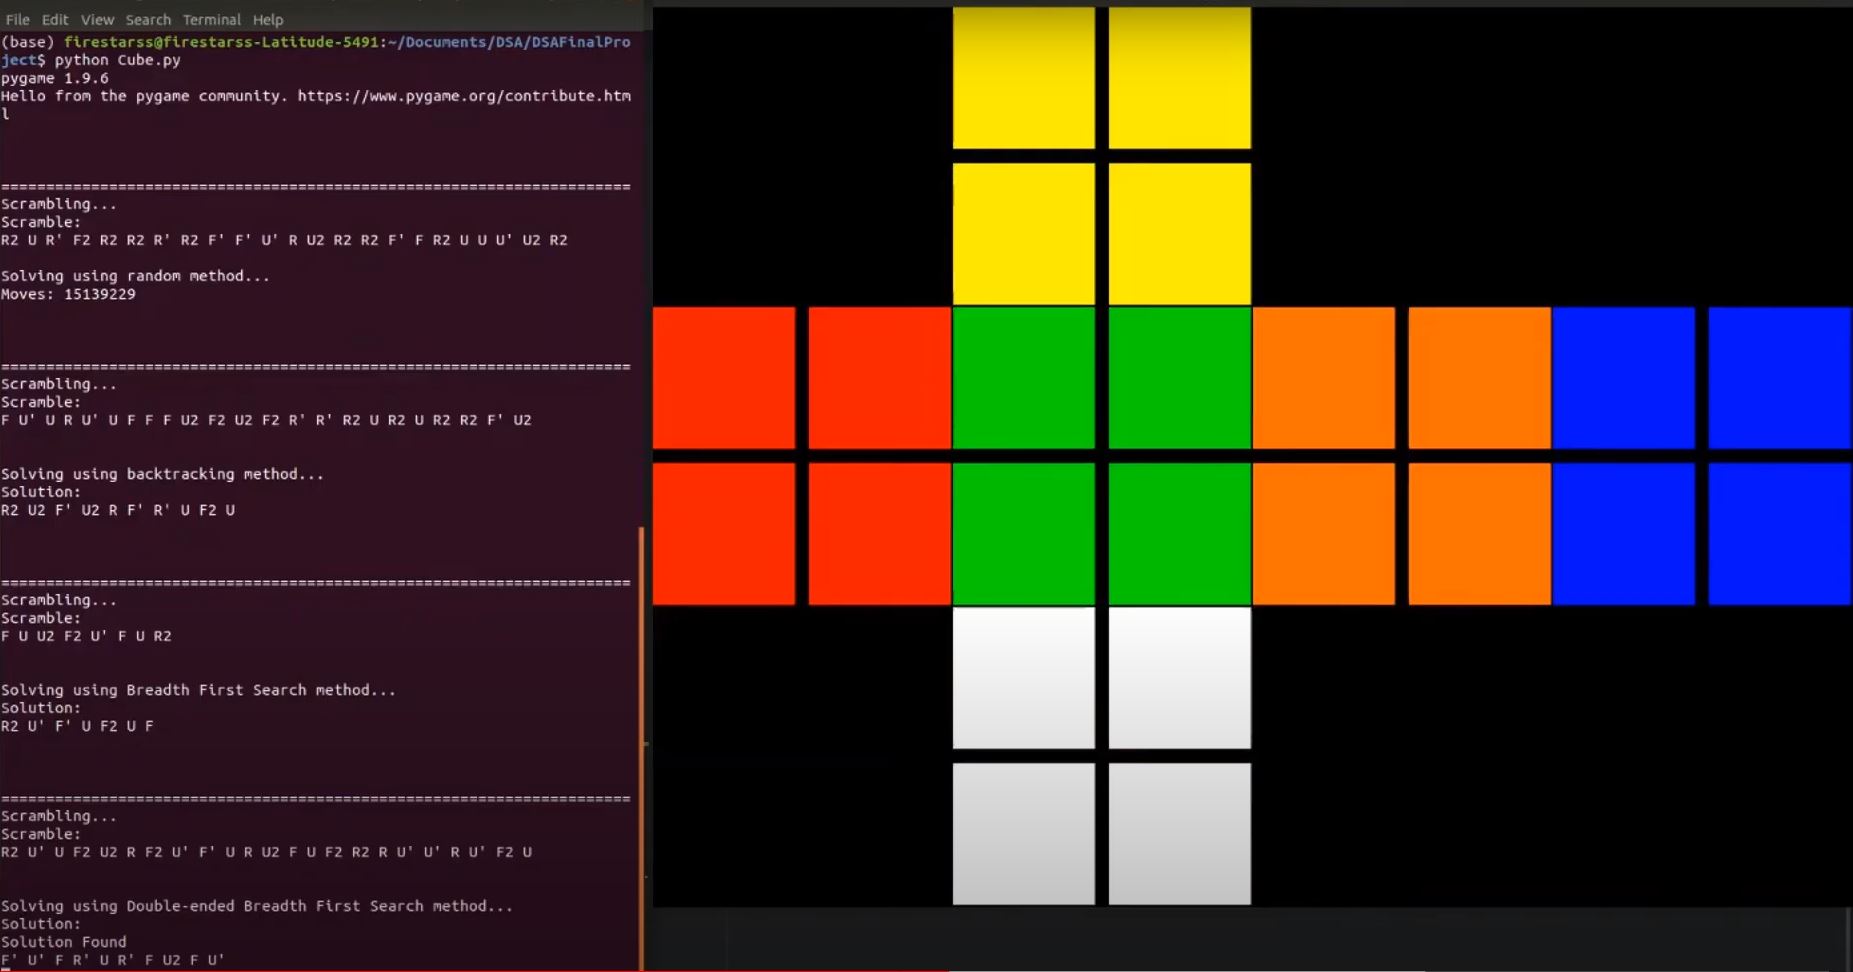 File Edit View Search Terminal Help
(base) firestarss@firestarss-Latitude-5491:~/Documents/DSA/DSAFinalPro
ject$ python Cube.py
pygame 1.9.6
Hello from the pygame community. https://www.pygame.org/contribute.htm
l
======================================================================
Scrambling...
Scramble:
R2 U R' F2 R2 R2 R' R2 F' F' U' R U2 R2 R2 F' F R2 U U U' U2 R2
Solving using random method...
Moves: 15139229
======================================================================
Scrambling...
Scramble:
F U' U R U' U F F F U2 F2 U2 F2 R' R' R2 U R2 U R2 R2 F' U2
Solving using backtracking method...
Solution:
R2 U2 F' U2 R F' R' U F2 U
======================================================================
Scrambling...
Scramble:
F U U2 F2 U' F U R2
Solving using Breadth First Search method...
Solution:
R2 U' F' U F2 U F
======================================================================
Scrambling...
Scramble:
R2 U' U F2 U2 R F2 U' F' U R U2 F U F2 R2 R U' U' R U' F2 U
Solving using Double-ended Breadth First Search method...
Solution:
Solution Found
F' U' F R' U R' F U2 F U'